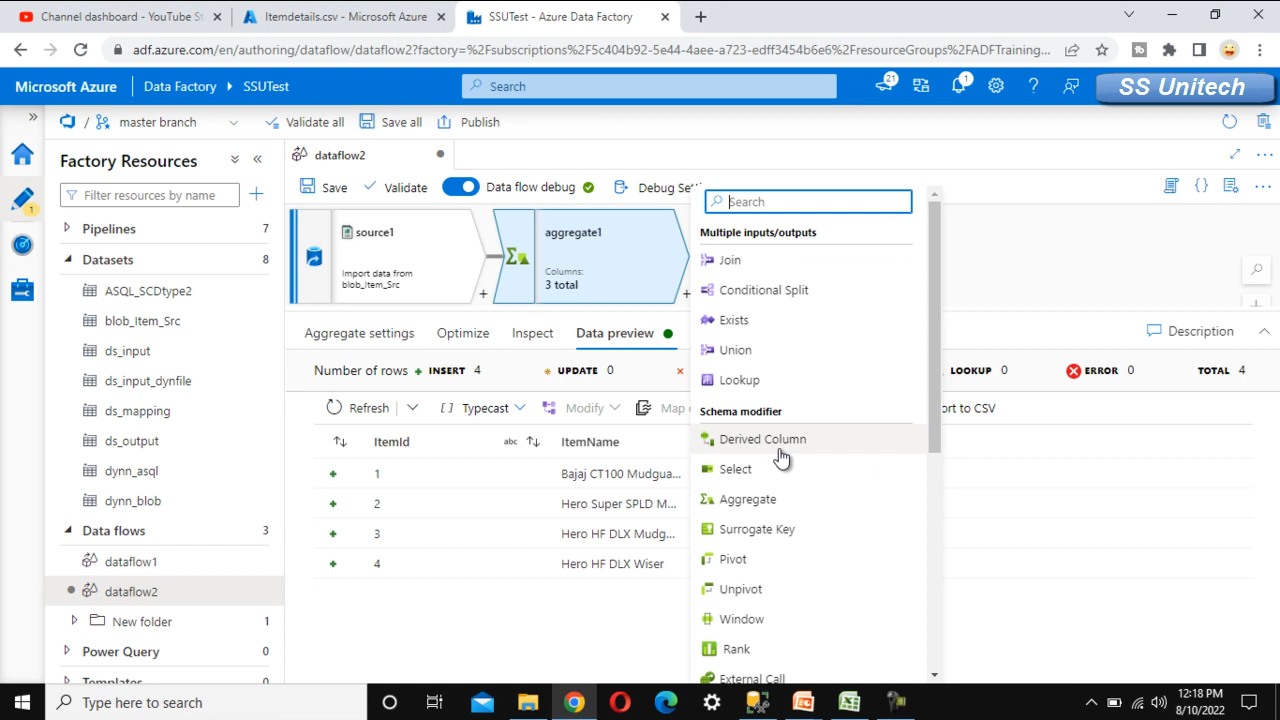 Channel dashboard - YouTube St
Itemdetails.csv - Microsoft Azure
SSUTest - Azure Data Factory
adf.azure.com/en/authoring/dataflow/dataflow2?factory=%2Fsubscriptions%2F5c404b92-5e44-4aee-a723-edff3454b6e6%2FresourceGroups%2FADFTraining...
Microsoft Azure
Data Factory
SSUTest
Search
21
1
SS Unitech
/ master branch
Validate all
Save all
Publish
Factory Resources
Filter resources by name
1
Pipelines 7
Datasets 8
ASQL_SCDtype2
blob_Item_Src
ds_input
ds_input_dynfile
ds_mapping
ds_output
dynn_asql
dynn_blob
Data flows 3
dataflow1
dataflow2
New folder 1
Power Query 0
Templates 0
dataflow2
Save
Validate
Data flow debug
Debug Set
source1
Import data from
blob_Item_Src
aggregate1
Columns:
3 total
Aggregate settings
Optimize
Inspect
Data preview
Description
Number of rows
INSERT 4
UPDATE 0
LOOKUP 0
ERROR 0
TOTAL 4
Refresh
Typecast
Modify
Map
ort to CSV
ItemId
abc
ItemName
1 Bajaj CT100 Mudgua...
2 Hero Super SPLD M...
3 Hero HF DLX Mudg...
4 Hero HF DLX Wiser
Search
Multiple inputs/outputs
Join
Conditional Split
Exists
Union
Lookup
Schema modifier
Derived Column
Select
Aggregate
Surrogate Key
Pivot
Unpivot
Window
Rank
External Call
Type here to search
12:18 PM
8/10/2022